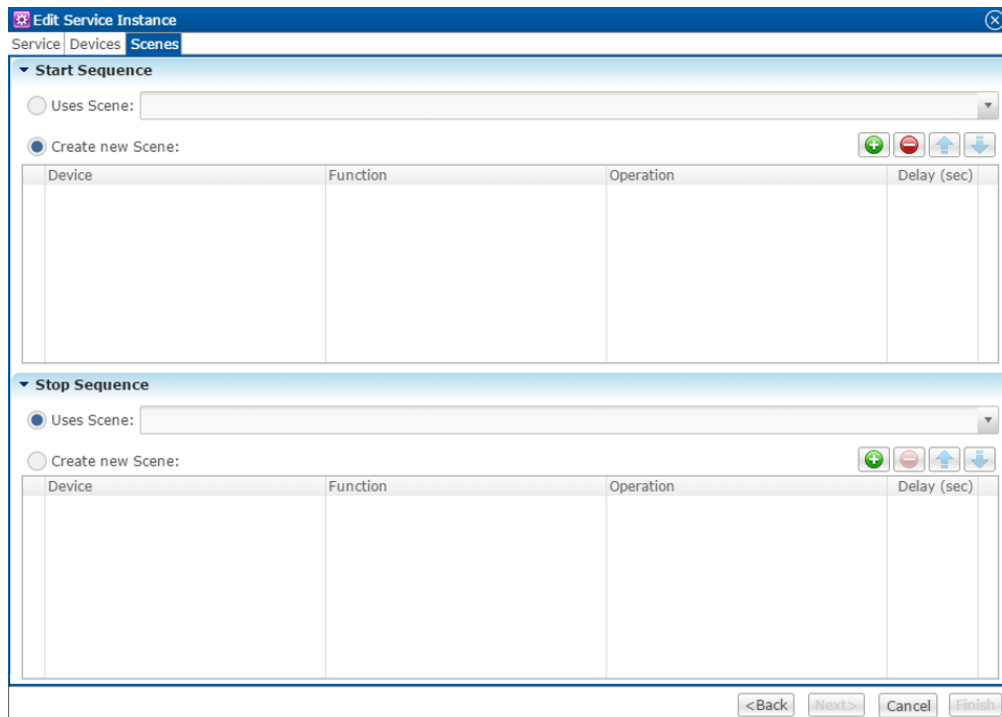 Edit Service Instance
Service Devices Scenes
Start Sequence
Uses Scene:
Create new Scene:
Device Function Operation Delay (sec)
Stop Sequence
Uses Scene:
Create new Scene:
Device Function Operation Delay (sec)
<Back Next> Cancel Finish